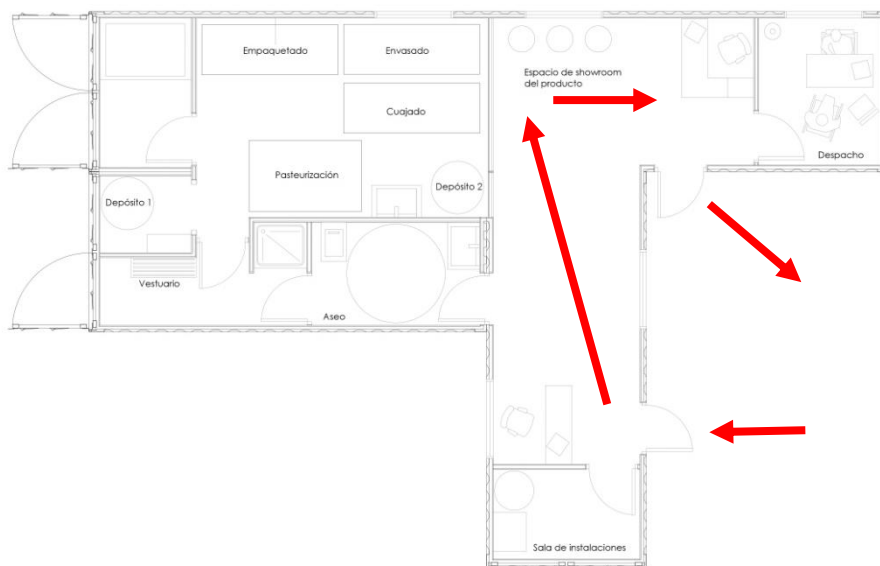 Empaquetado
Envasado
Espacio de showroom
del producto
Cuajado
Despacho
Pasteurización
Depósito 2
Depósito 1
Vestuario
Aseo
Sala de instalaciones